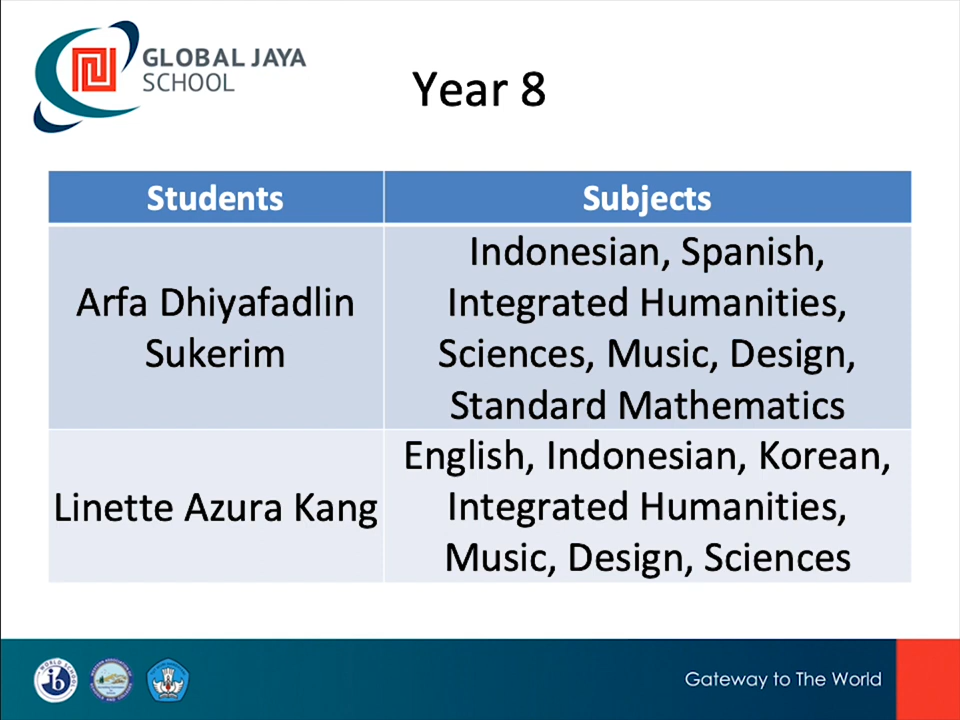 GLOBAL JAYA
SCHOOL
Year 8
Students
Subjects
Arfa Dhiyafadlin
Sukerim
Indonesian, Spanish,
Integrated Humanities,
Sciences, Music, Design,
Standard Mathematics
Linette Azura Kang
English, Indonesian, Korean,
Integrated Humanities,
Music, Design, Sciences
Gateway to The World